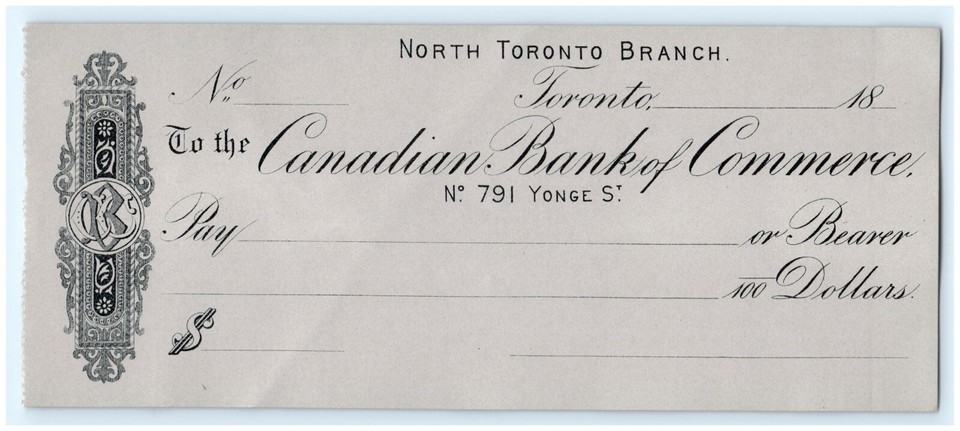 NORTH TORONTO BRANCH.
No. Toronto, 18
To the Canadian Bank of Commerce.
No. 791 YONGE ST.
Pay or Bearer
100 Dollars.
$